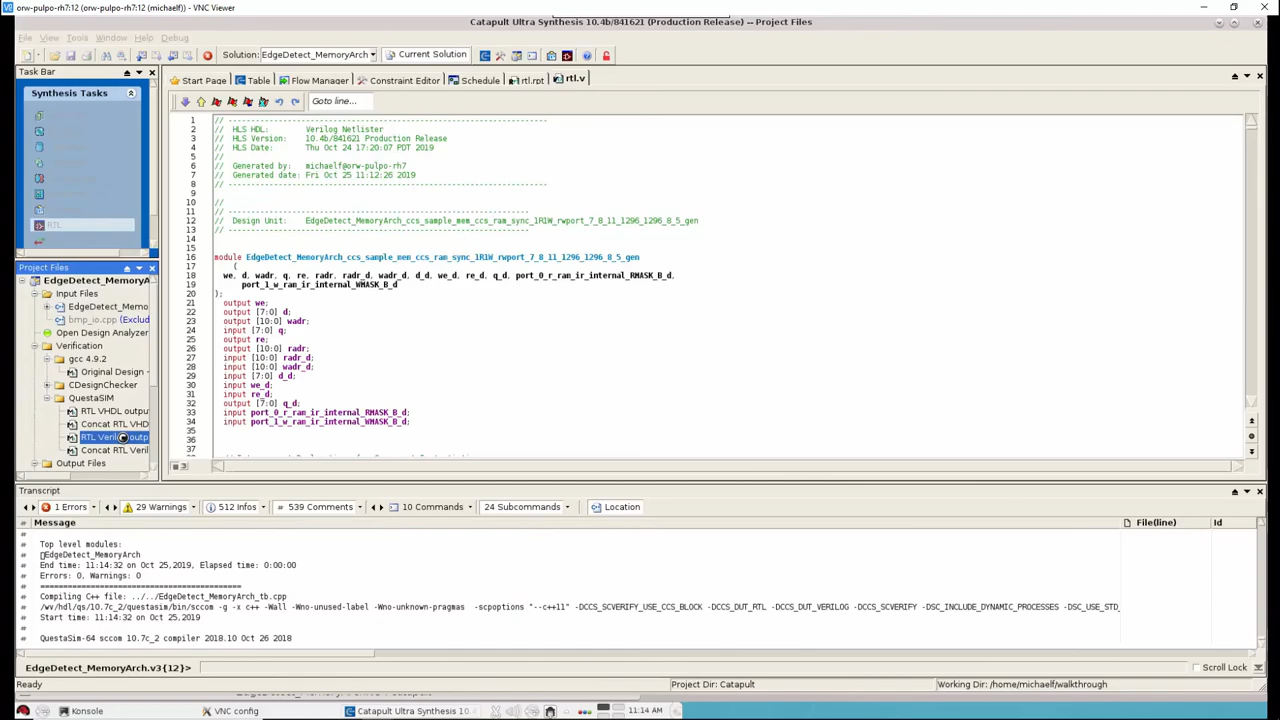 orw-pulpo-rh7:12 (michaelf) - VNC Viewer
Catapult Ultra Synthesis 10.4b/841621 (Production Release) -- Project Files
File View Tools Window Help Debug
Solution: EdgeDetect_MemoryArch Current Solution
Task Bar
Start Page Table Flow Manager Constraint Editor Schedule rtl.rpt rtl.v
Synthesis Tasks
Goto line...
RTL
1 // ----------------------------------------------------------------------
2 // HLS HDL: Verilog Netlister
3 // HLS Version: 10.4b/841621 Production Release
4 // HLS Date: Thu Oct 24 17:20:07 PDT 2019
5 //
6 // Generated by: michaelf@orw-pulpo-rh7
7 // Generated date: Fri Oct 25 11:12:26 2019
8 // ----------------------------------------------------------------------
9
10 //
11 // ------------------------------------------------------------------
12 // Design Unit: EdgeDetect_MemoryArch_ccs_sample_mem_ccs_ram_sync_1R1W_rwport_7_8_11_1296_1296_8_5_gen
13 // ------------------------------------------------------------------
14
15
16 module EdgeDetect_MemoryArch_ccs_sample_mem_ccs_ram_sync_1R1W_rwport_7_8_11_1296_1296_8_5_gen
17 (
18 we, d, wadr, q, re, radr, radr_d, wadr_d, d_d, we_d, re_d, q_d, port_0_r_ram_ir_internal_RMASK_B_d,
19 port_1_w_ram_ir_internal_WMASK_B_d
20 );
21 output we;
22 output [7:0] d;
23 output [10:0] wadr;
24 input [7:0] q;
25 output re;
26 output [10:0] radr;
27 input [10:0] radr_d;
28 input [10:0] wadr_d;
29 input [7:0] d_d;
30 input we_d;
31 input re_d;
32 output [7:0] q_d;
33 input port_0_r_ram_ir_internal_RMASK_B_d;
34 input port_1_w_ram_ir_internal_WMASK_B_d;
35
36
37
Project Files
EdgeDetect_MemoryA
Input Files
EdgeDetect_Memo
bmp_io.cpp (Exclud
Open Design Analyzer
Verification
gcc 4.9.2
Original Design -
CDesignChecker
QuestaSIM
RTL VHDL outpu
Concat RTL VHD
RTL Veril outp
Concat RTL Veril
Output Files
Transcript
1 Errors 29 Warnings 512 Infos 539 Comments 10 Commands 24 Subcommands Location
Message File(line) Id
#
# Top level modules:
# EdgeDetect_MemoryArch
# End time: 11:14:32 on Oct 25,2019, Elapsed time: 0:00:00
# Errors: 0, Warnings: 0
# ==========================================
# Compiling C++ file: ../../EdgeDetect_MemoryArch_tb.cpp
# /wv/hdl/qs/10.7c_2/questasim/bin/sccom -g -x c++ -Wall -Wno-unused-label -Wno-unknown-pragmas -scpoptions "--c++11" -DCCS_SCVERIFY_USE_CCS_BLOCK -DCCS_DUT_RTL -DCCS_DUT_VERILOG -DCCS_SCVERIFY -DSC_INCLUDE_DYNAMIC_PROCESSES -DSC_USE_STD_
# Start time: 11:14:32 on Oct 25,2019
#
# QuestaSim-64 sccom 10.7c_2 compiler 2018.10 Oct 26 2018
EdgeDetect_MemoryArch.v3{12}> Scroll Lock
Ready Project Dir: Catapult Working Dir: /home/michaelf/walkthrough
Konsole VNC config Catapult Ultra Synthesis 10. 11:14 AM